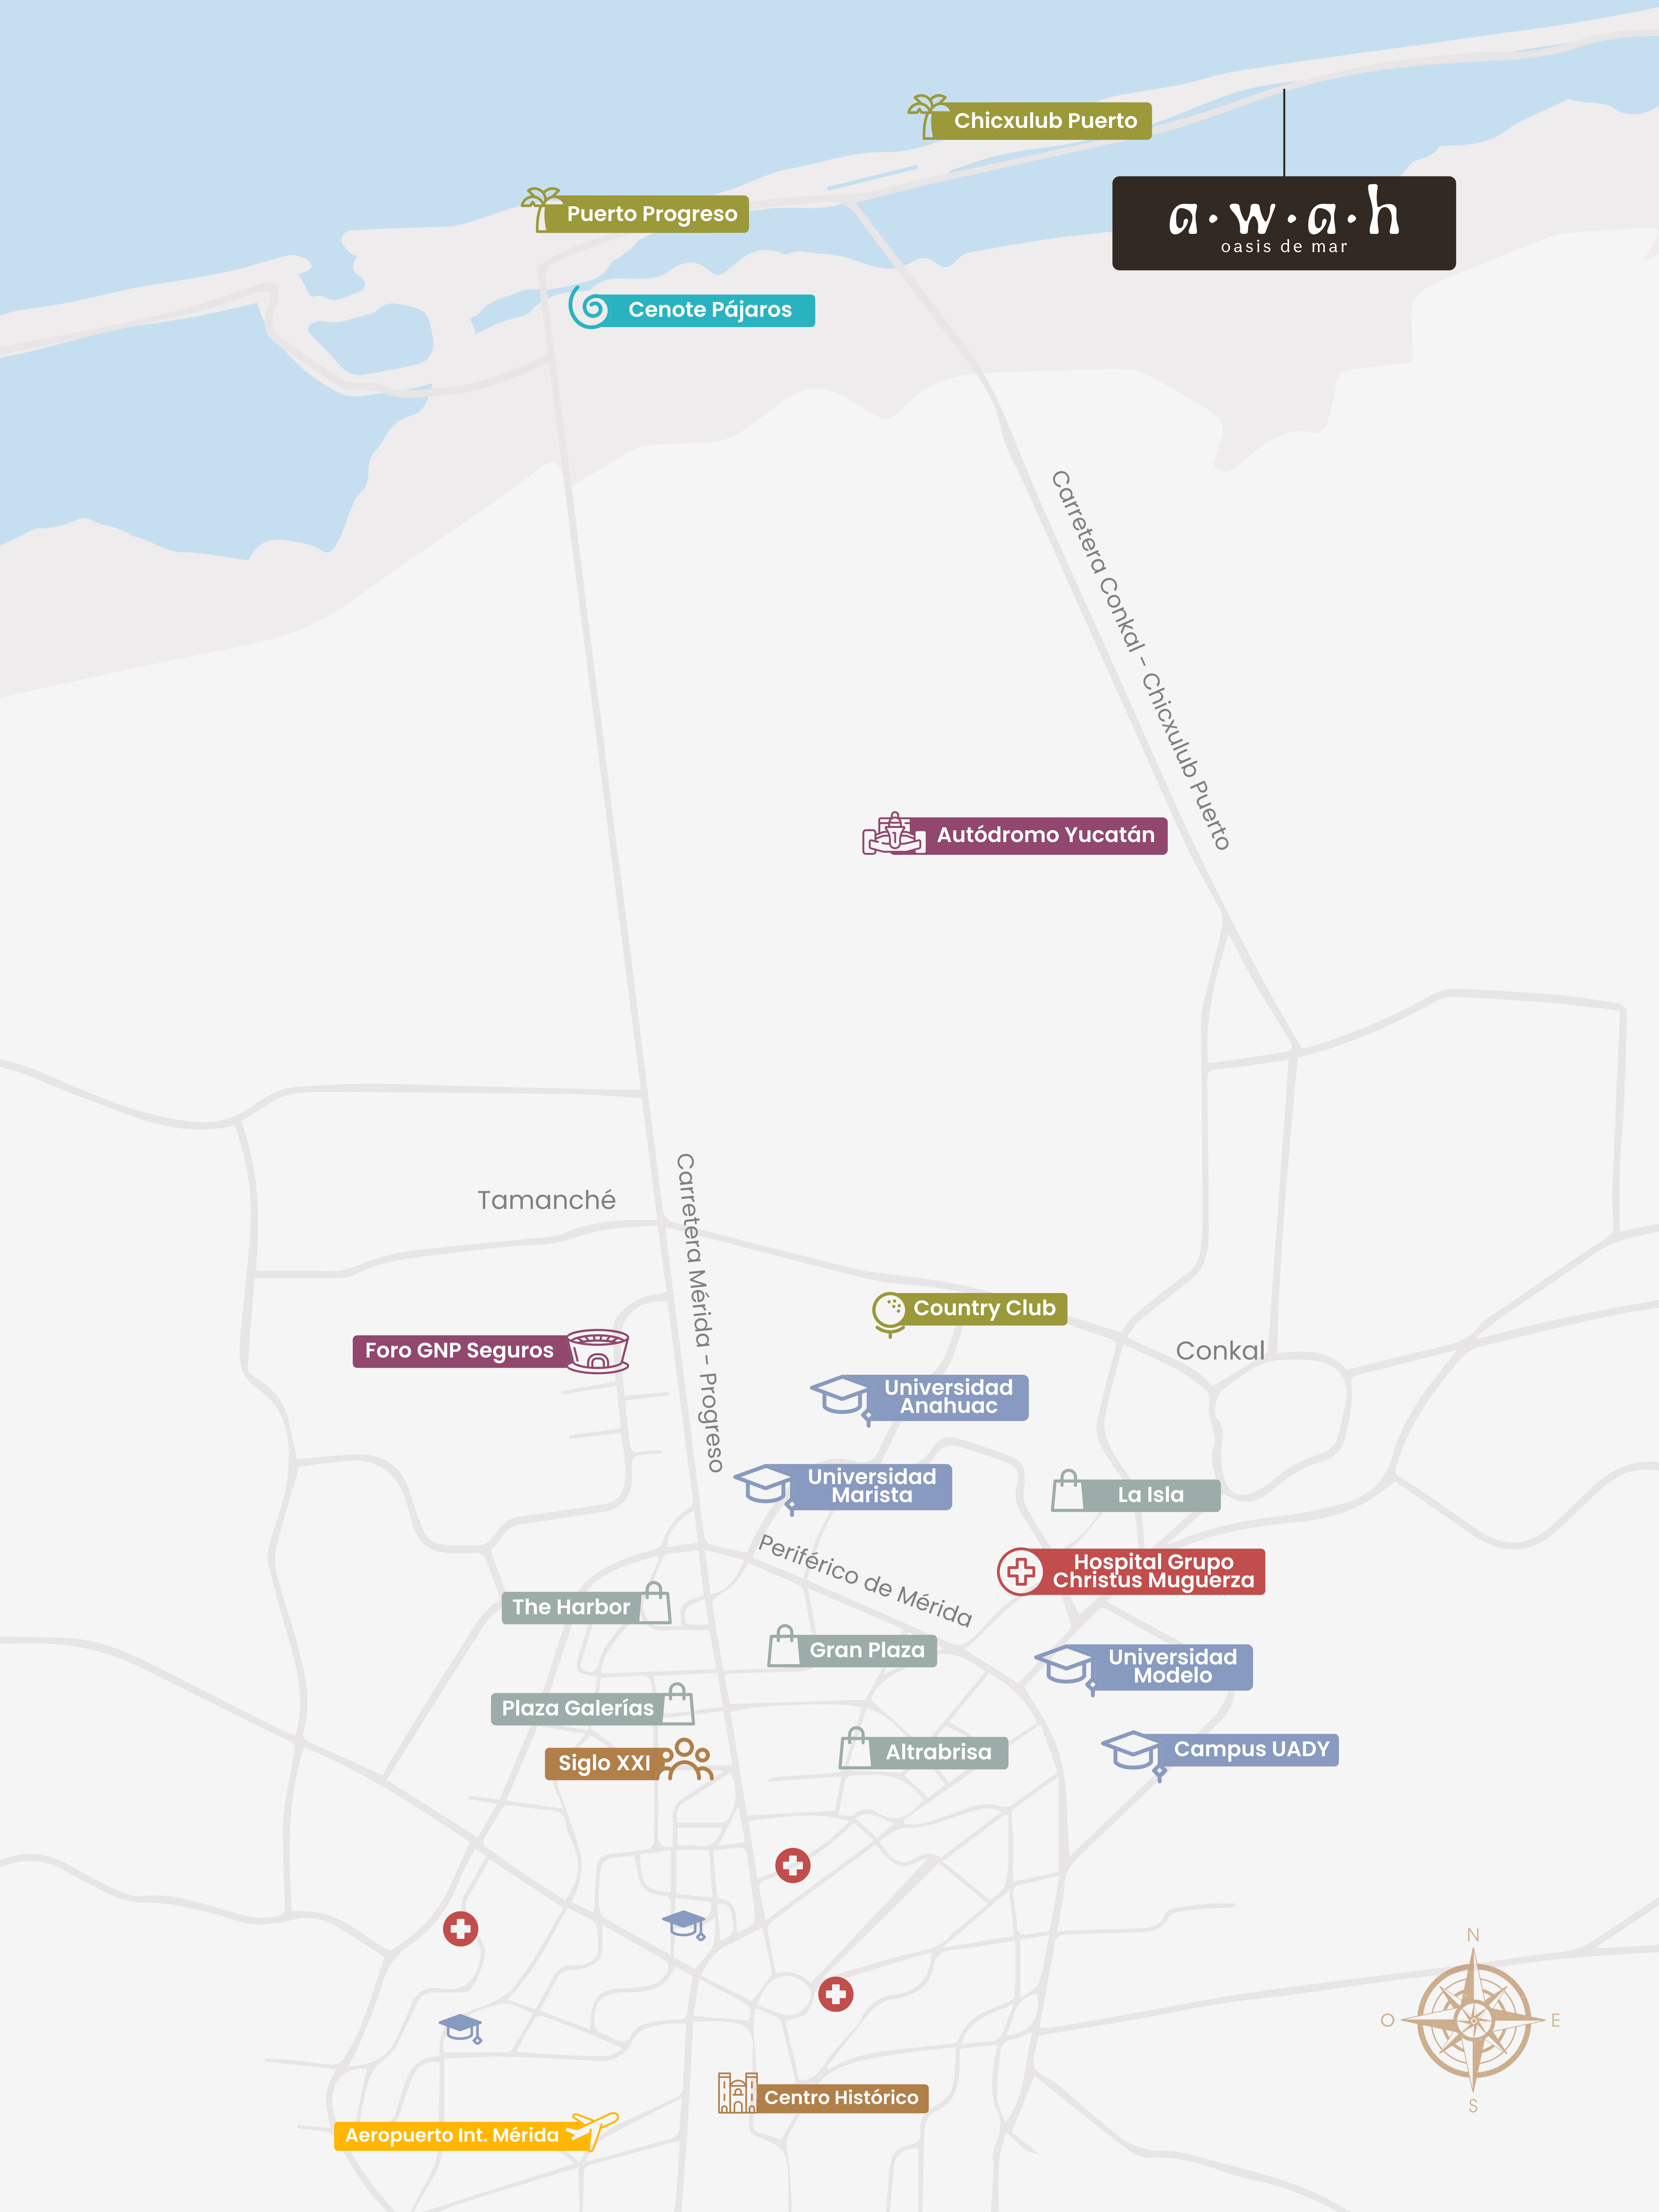 Chicxulub Puerto
a·w·a·h
oasis de mar
Puerto Progreso
Cenote Pájaros
Carretera Conkal - Chicxulub Puerto
Autódromo Yucatán
Tamanché
Carretera Mérida - Progreso
Country Club
Foro GNP Seguros
Conkal
Universidad
Anahuac
Universidad
Marista
La Isla
Periférico de Mérida
Hospital Grupo
Christus Muguerza
The Harbor
Gran Plaza
Universidad
Modelo
Plaza Galerías
Altrabrisa
Campus UADY
Siglo XXI
N
O
E
S
Centro Histórico
Aeropuerto Int. Mérida